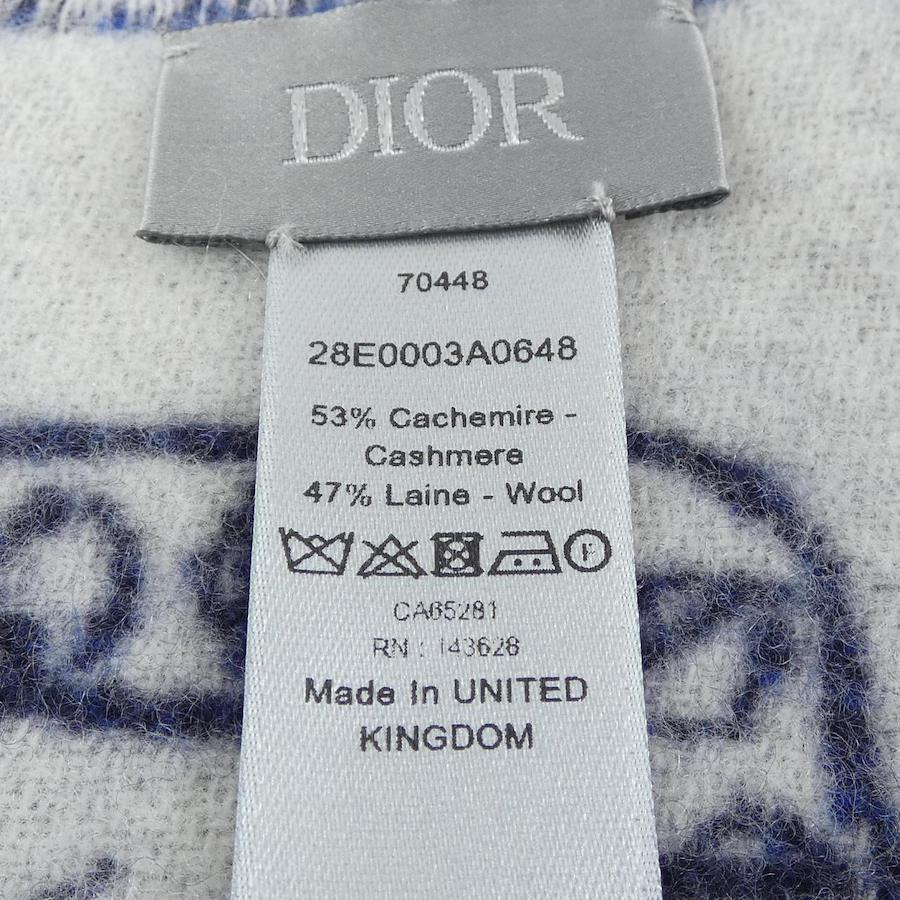 DIOR
70448
28E0003A0648
53% Cachemire -
Cashmere
47% Laine - Wool
F
CA65281
RN : 143628
Made In UNITED
KINGDOM